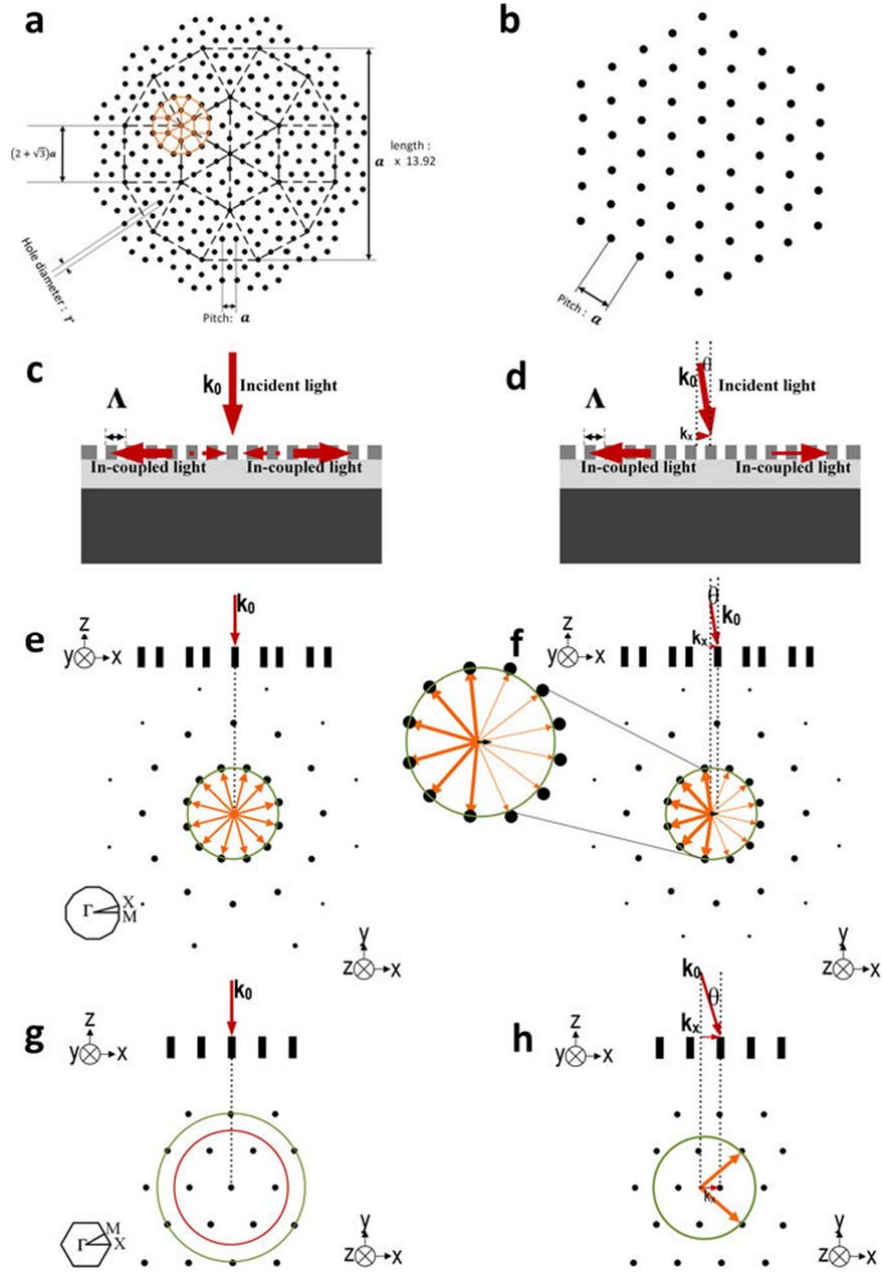 a
b
(2 + √3)a
length :
a x 13.92
Hole diameter : r
Pitch: a
Pitch : a
c
k₀ Incident light
Λ
In-coupled light In-coupled light
d
θ
k₀ Incident light
Λ
kₓ
In-coupled light In-coupled light
e
k₀
z
y x
f
θ
k₀
kₓ
z
y x
Γ X
M
y
z x
y
z x
g
k₀
z
y x
h
k₀
θ
kₓ
z
y x
kₓ
Γ M
X
y
z x
y
z x